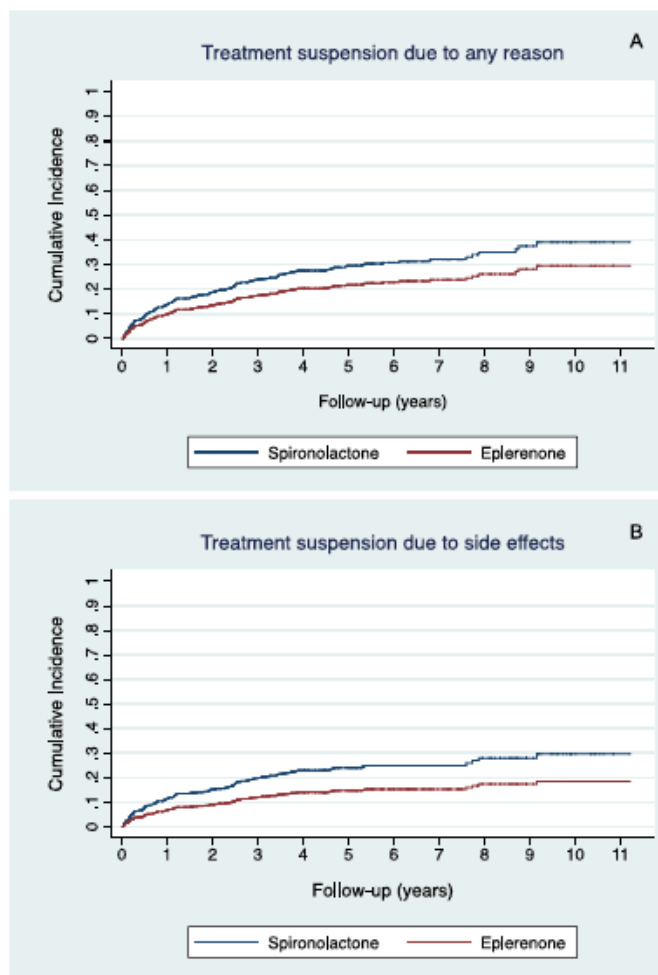 A
Treatment suspension due to any reason
Cumulative Incidence
1
.9
.8
.7
.6
.5
.4
.3
.2
.1
0
0 1 2 3 4 5 6 7 8 9 10 11
Follow-up (years)
Spironolactone Eplerenone
B
Treatment suspension due to side effects
Cumulative Incidence
1
.9
.8
.7
.6
.5
.4
.3
.2
.1
0
0 1 2 3 4 5 6 7 8 9 10 11
Follow-up (years)
Spironolactone Eplerenone